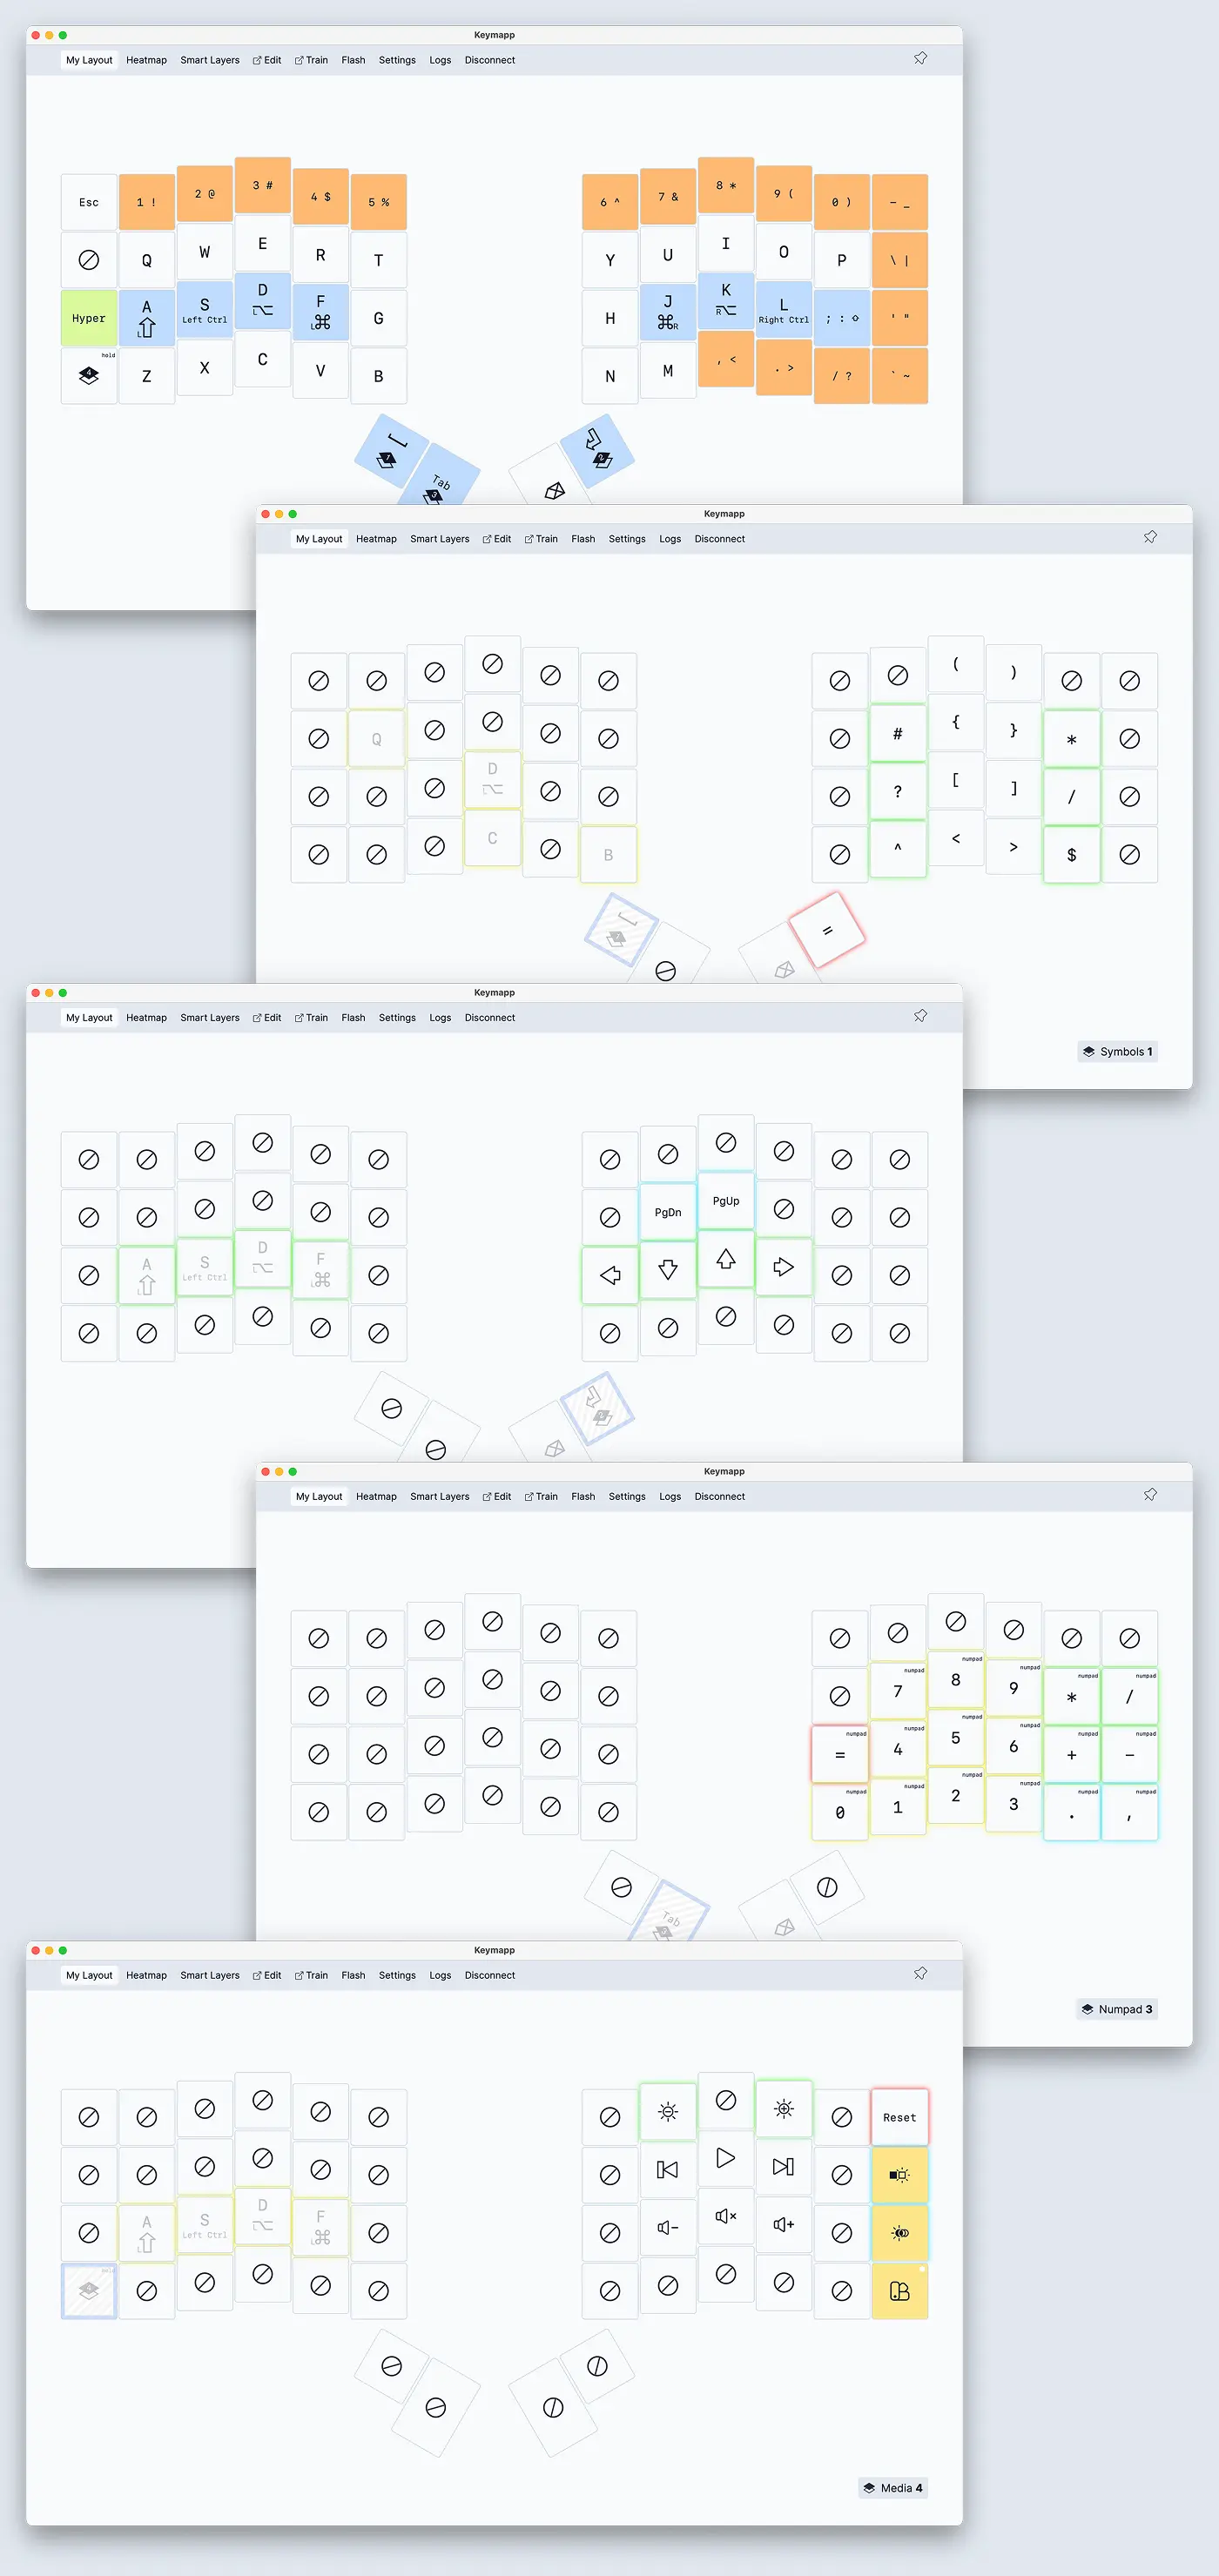 Keymapp
My Layout Heatmap Smart Layers Edit Train Flash Settings Logs Disconnect
Esc 1 ! 2 @ 3 # 4 $ 5 % 6 ^ 7 & 8 * 9 ( 0 ) - _
Q W E R T Y U I O P \ |
Hyper A L S Left Ctrl D L F L G H J R K R L Right Ctrl ; : ' "
hold 4 Z X C V B N M , < . > / ? ` ~
1 Tab 3 2
Keymapp
My Layout Heatmap Smart Layers Edit Train Flash Settings Logs Disconnect
( )
Q # { } *
D L ? [ ] /
C B ^ < > $
=
Symbols 1
Keymapp
My Layout Heatmap Smart Layers Edit Train Flash Settings Logs Disconnect
PgDn PgUp
A L S Left Ctrl D L F L
Keymapp
My Layout Heatmap Smart Layers Edit Train Flash Settings Logs Disconnect
numpad 7 numpad 8 numpad 9 numpad * numpad /
numpad = numpad 4 numpad 5 numpad 6 numpad + numpad -
numpad 0 numpad 1 numpad 2 numpad 3 numpad . numpad ,
Tab
Numpad 3
Keymapp
My Layout Heatmap Smart Layers Edit Train Flash Settings Logs Disconnect
Reset
A L S Left Ctrl D L F L
Media 4